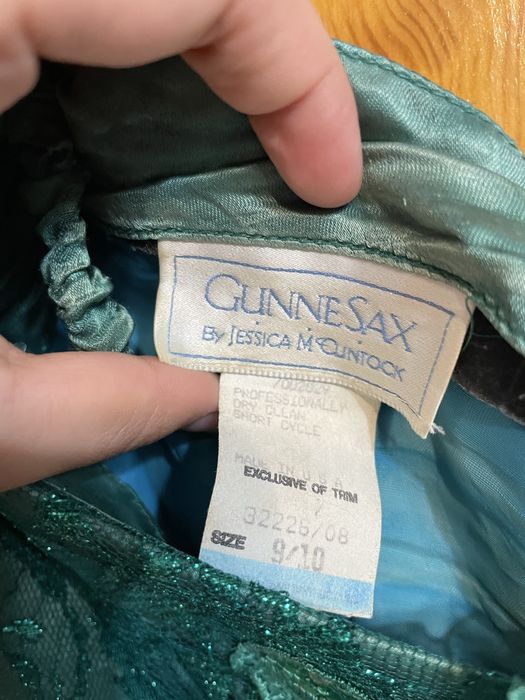 GUNNE SAX
BY JESSICA McCLINTOCK
PROFESSIONALLY
DRY CLEAN
SHORT CYCLE
MADE IN U S A
EXCLUSIVE OF TRIM
32226/08
SIZE 9/10